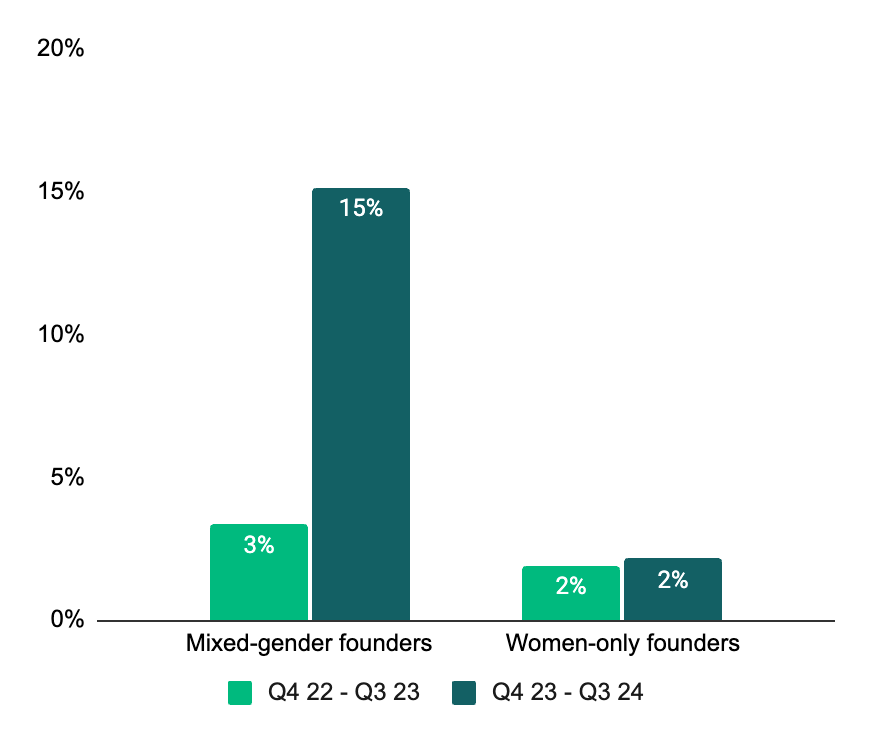 20%
15%
15%
10%
5%
3%
2%
2%
0%
Mixed-gender founders
Women-only founders
Q4 22 - Q3 23
Q4 23 - Q3 24